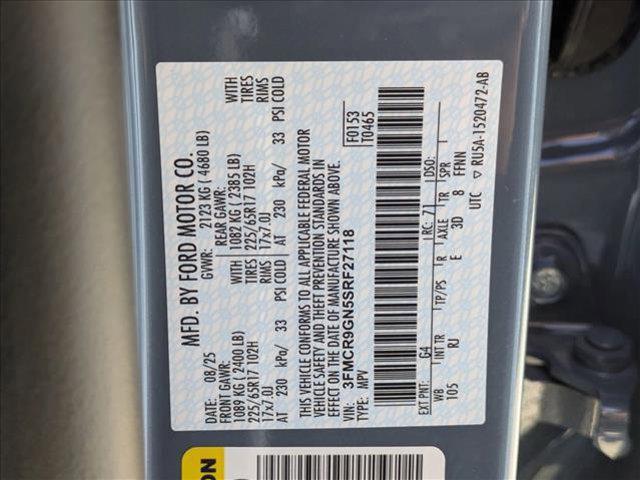 MFD. BY FORD MOTOR CO.
DATE: 08/25 GVWR: 2123 KG ( 4680 LB)
FRONT GAWR: REAR GAWR:
1089 KG ( 2400 LB) WITH 1082 KG ( 2385 LB) WITH
225/65R17 102H TIRES 225/65R17 102H TIRES
17x7.0J RIMS 17x7.0J RIMS
AT 230 kPa/ 33 PSI COLD AT 230 kPa/ 33 PSI COLD
THIS VEHICLE CONFORMS TO ALL APPLICABLE FEDERAL MOTOR
VEHICLE SAFETY AND THEFT PREVENTION STANDARDS IN
EFFECT ON THE DATE OF MANUFACTURE SHOWN ABOVE.
VIN: 3FMCR9GN5SRF27118 F0153
TYPE: MPV T0465
EXT PNT: G4 RC: 71 DSO:
WB INT TR TP/PS R AXLE TR SPR
105 RJ E 3D 8 FFNN
UTC ▽ RU5A-1520472-AB
ON